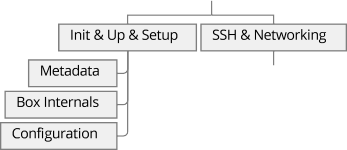 Init & Up & Setup
SSH & Networking
Metadata
Box Internals
Configuration